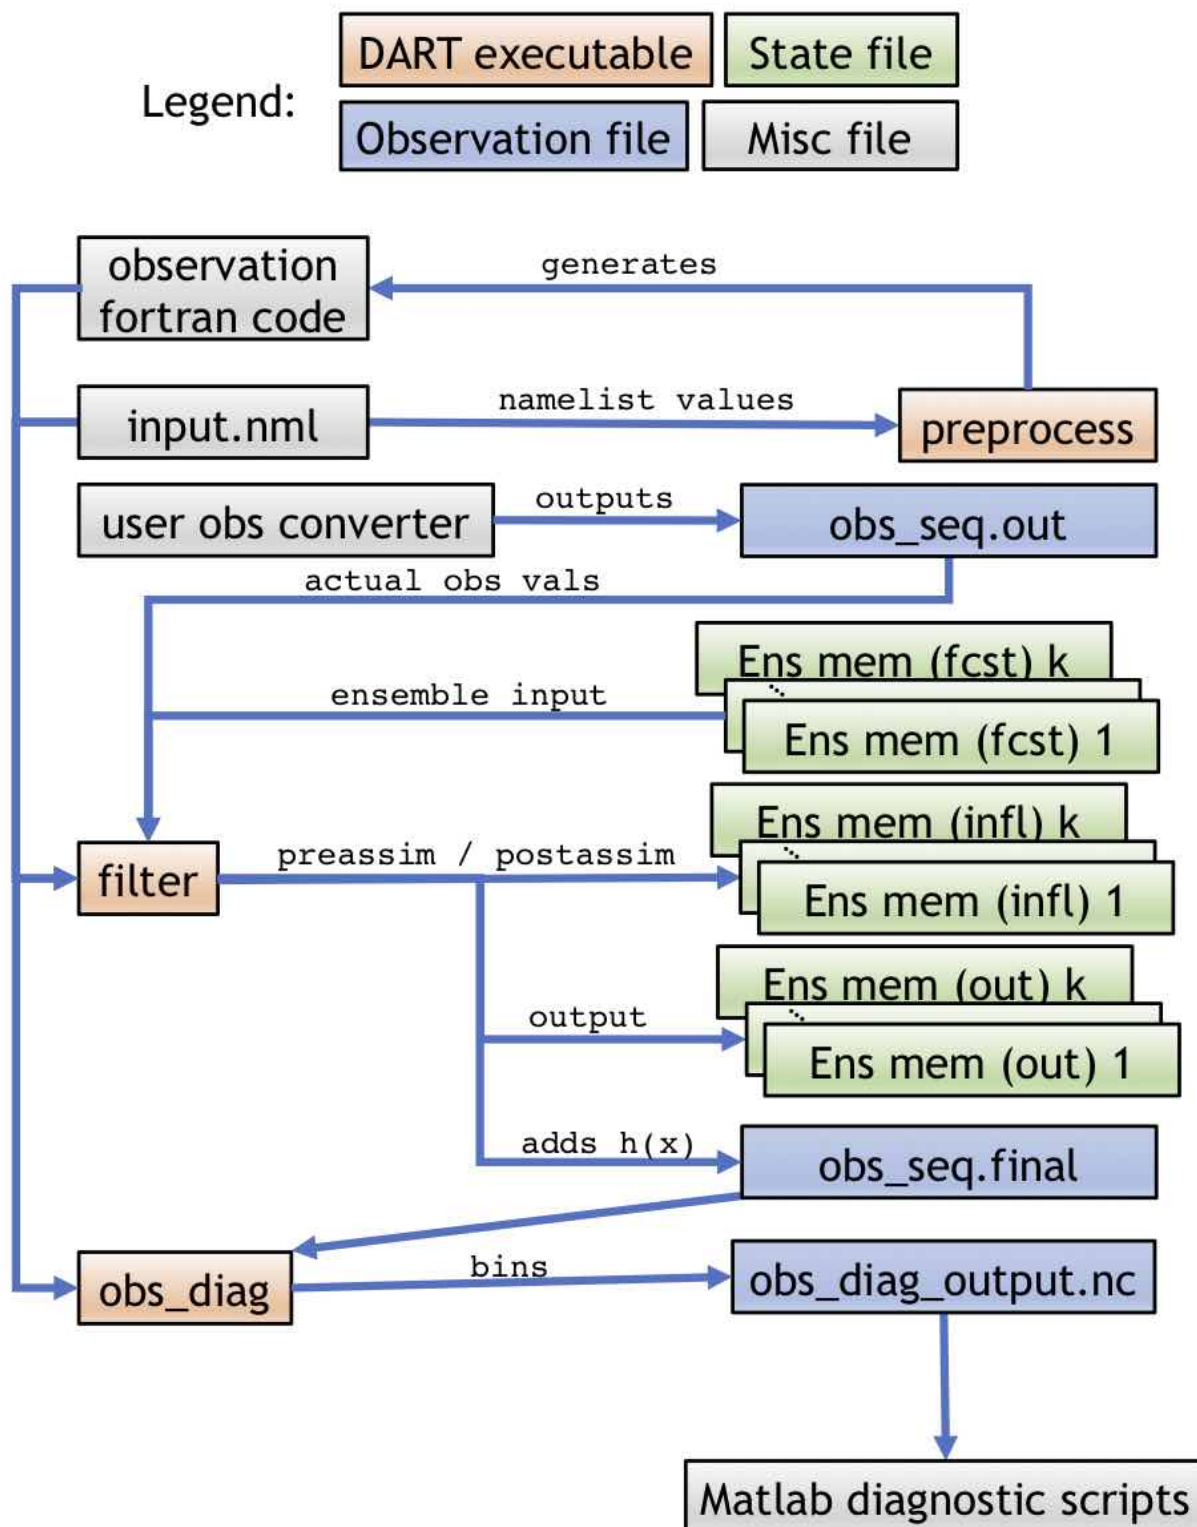 Legend:
DART executable
State file
Observation file
Misc file
observation
fortran code
generates
input.nml
namelist values
preprocess
user obs converter
outputs
obs_seq.out
actual obs vals
Ens mem (fcst) k
ensemble input
Ens mem (fcst) 1
Ens mem (infl) k
filter
preassim / postassim
Ens mem (infl) 1
Ens mem (out) k
output
Ens mem (out) 1
adds h(x)
obs_seq.final
obs_diag
bins
obs_diag_output.nc
Matlab diagnostic scripts